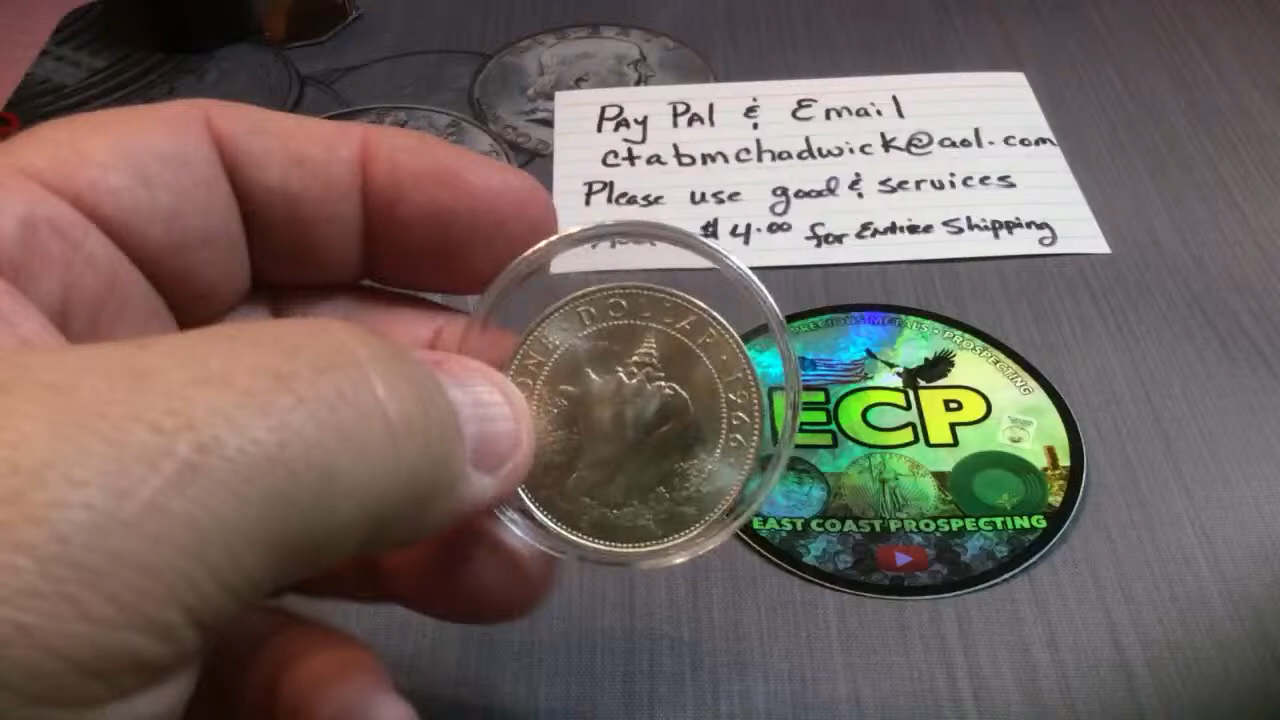 PAY PAl & Email
ctabmchadwick@aol.com
Please use good & services
$4.00 for Entire Shipping
ONE DOLLAR · 1966
PRECIOUS METALS • PROSPECTING
ECP
EAST COAST PROSPECTING